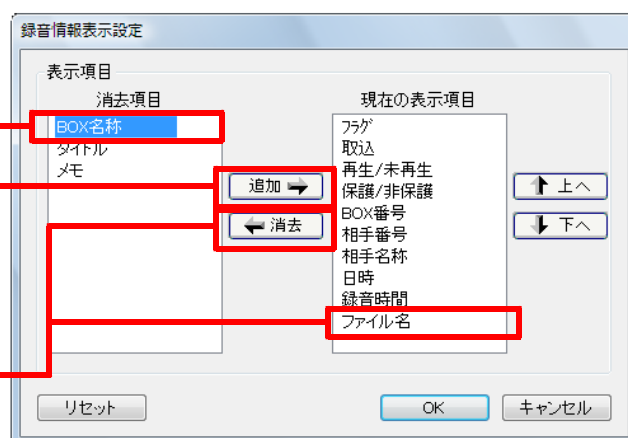 録音情報表示設定
表示項目
消去項目
BOX名称
タイトル
メモ
追加
消去
現在の表示項目
ﾌﾗｸﾞ
取込
再生/未再生
保護/非保護
BOX番号
相手番号
相手名称
日時
録音時間
ファイル名
上へ
下へ
リセット
OK
キャンセル